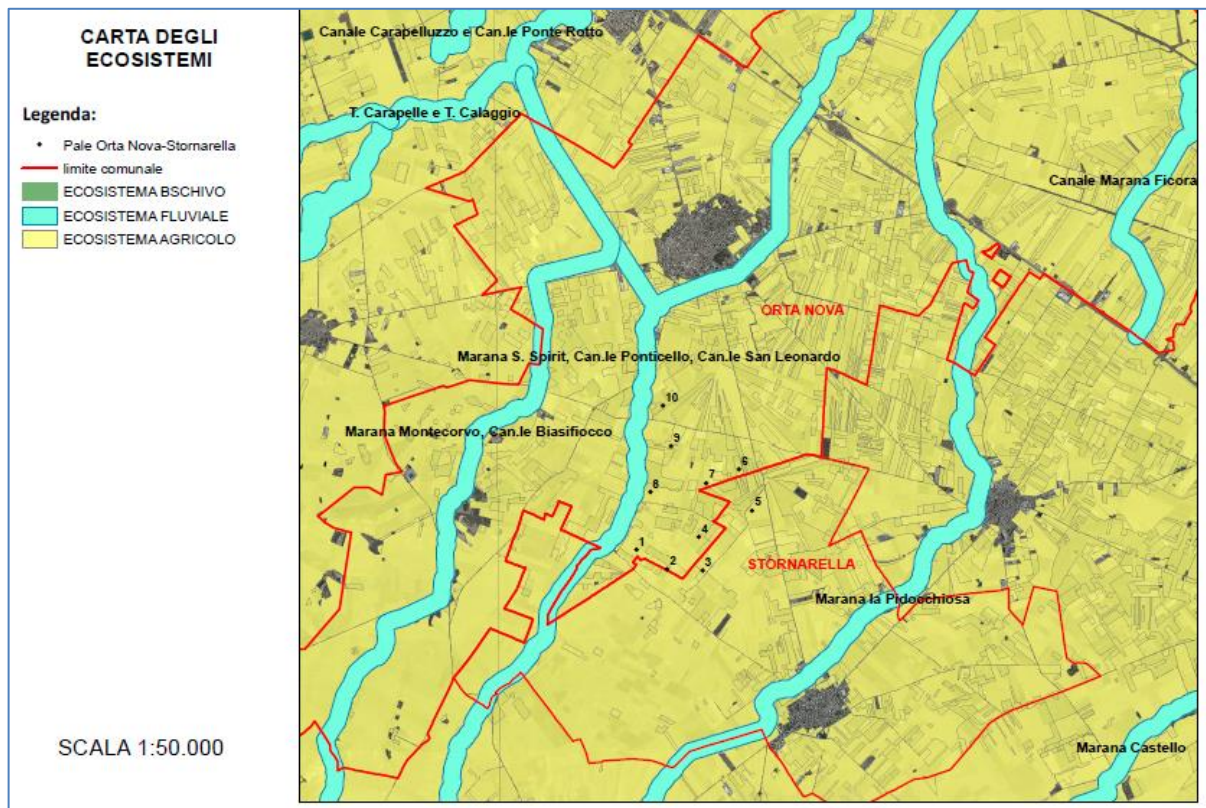 CARTA DEGLI
ECOSISTEMI
Legenda:
Pale Orta Nova-Stornarella
limite comunale
ECOSISTEMA BSCHIVO
ECOSISTEMA FLUVIALE
ECOSISTEMA AGRICOLO
SCALA 1:50.000
Canale Carapelluzzo e Can.le Ponte Rotto
T. Carapelle e T. Calaggio
Canale Marana Ficora
ORTA NOVA
Marana S. Spirit, Can.le Ponticello, Can.le San Leonardo
10
Marana Montecorvo, Can.le Biasifiocco
9
6
7
8
5
4
1
2
3
STORNARELLA
Marana la Pidocchiosa
Marana Castello